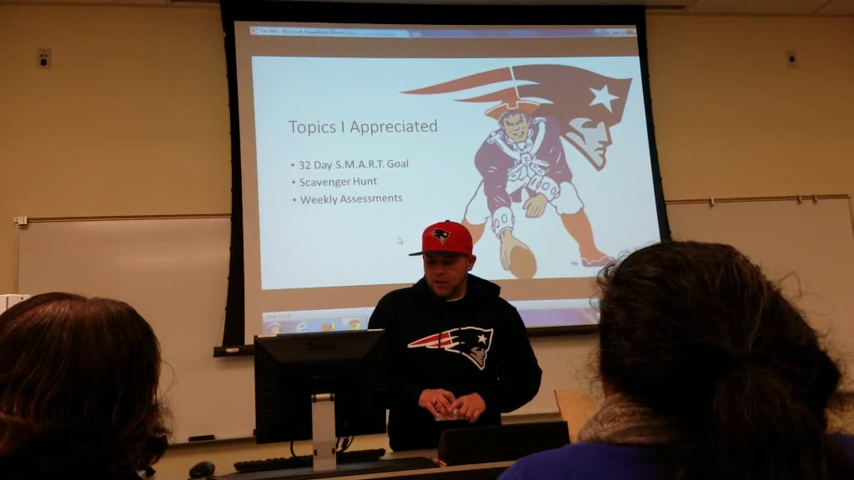 Topics I Appreciated
• 32 Day S.M.A.R.T. Goal
• Scavenger Hunt
• Weekly Assessments